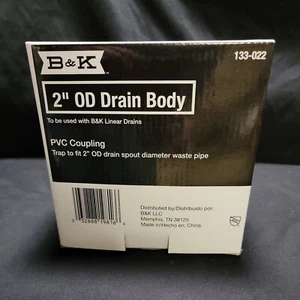 B&K
133-022
2" OD Drain Body
To be used with B&K Linear Drains
PVC Coupling
Trap to fit 2" OD drain spout diameter waste pipe
Distributed by/Distribuido por:
B&K LLC
Memphis, TN 38125
Made in/Hecho en: China